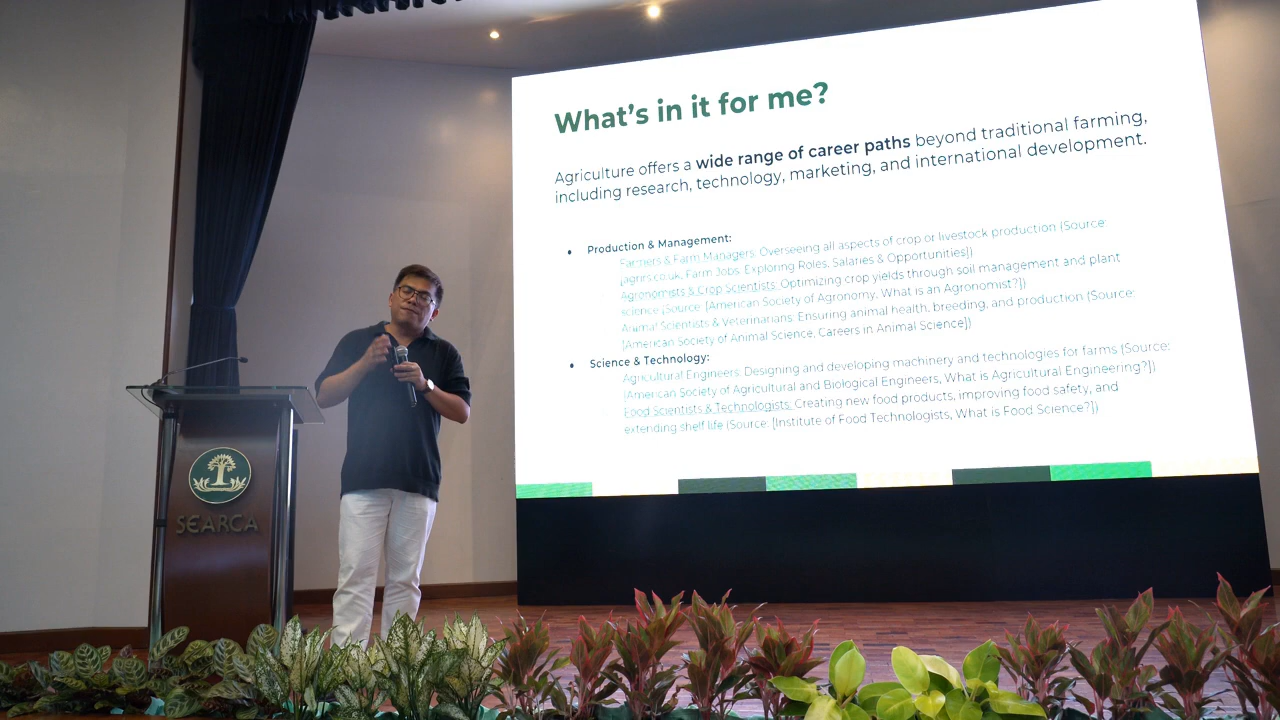 What's in it for me?
Agriculture offers a wide range of career paths beyond traditional farming,
including research, technology, marketing, and international development.
• Production & Management:
Farmers & Farm Managers: Overseeing all aspects of crop or livestock production (Source:
[agriRS.co.uk, Farm Jobs: Exploring Roles, Salaries & Opportunities])
Agronomists & Crop Scientists: Optimizing crop yields through soil management and plant
science [Source: [American Society of Agronomy, What is an Agronomist?])
Animal Scientists & Veterinarians: Ensuring animal health, breeding, and production (Source:
[American Society of Animal Science, Careers in Animal Science])
• Science & Technology:
Agricultural Engineers: Designing and developing machinery and technologies for farms (Source:
[American Society of Agricultural and Biological Engineers, What is Agricultural Engineering?])
Food Scientists & Technologists: Creating new food products, improving food safety, and
extending shelf life (Source: [Institute of Food Technologists, What is Food Science?])
SEARCA